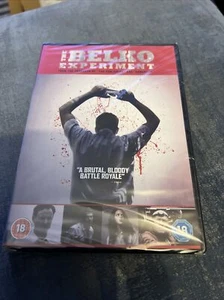 THE
BELKO
EXPERIMENT
"A BRUTAL, BLOODY
BATTLE ROYALE"
18
18